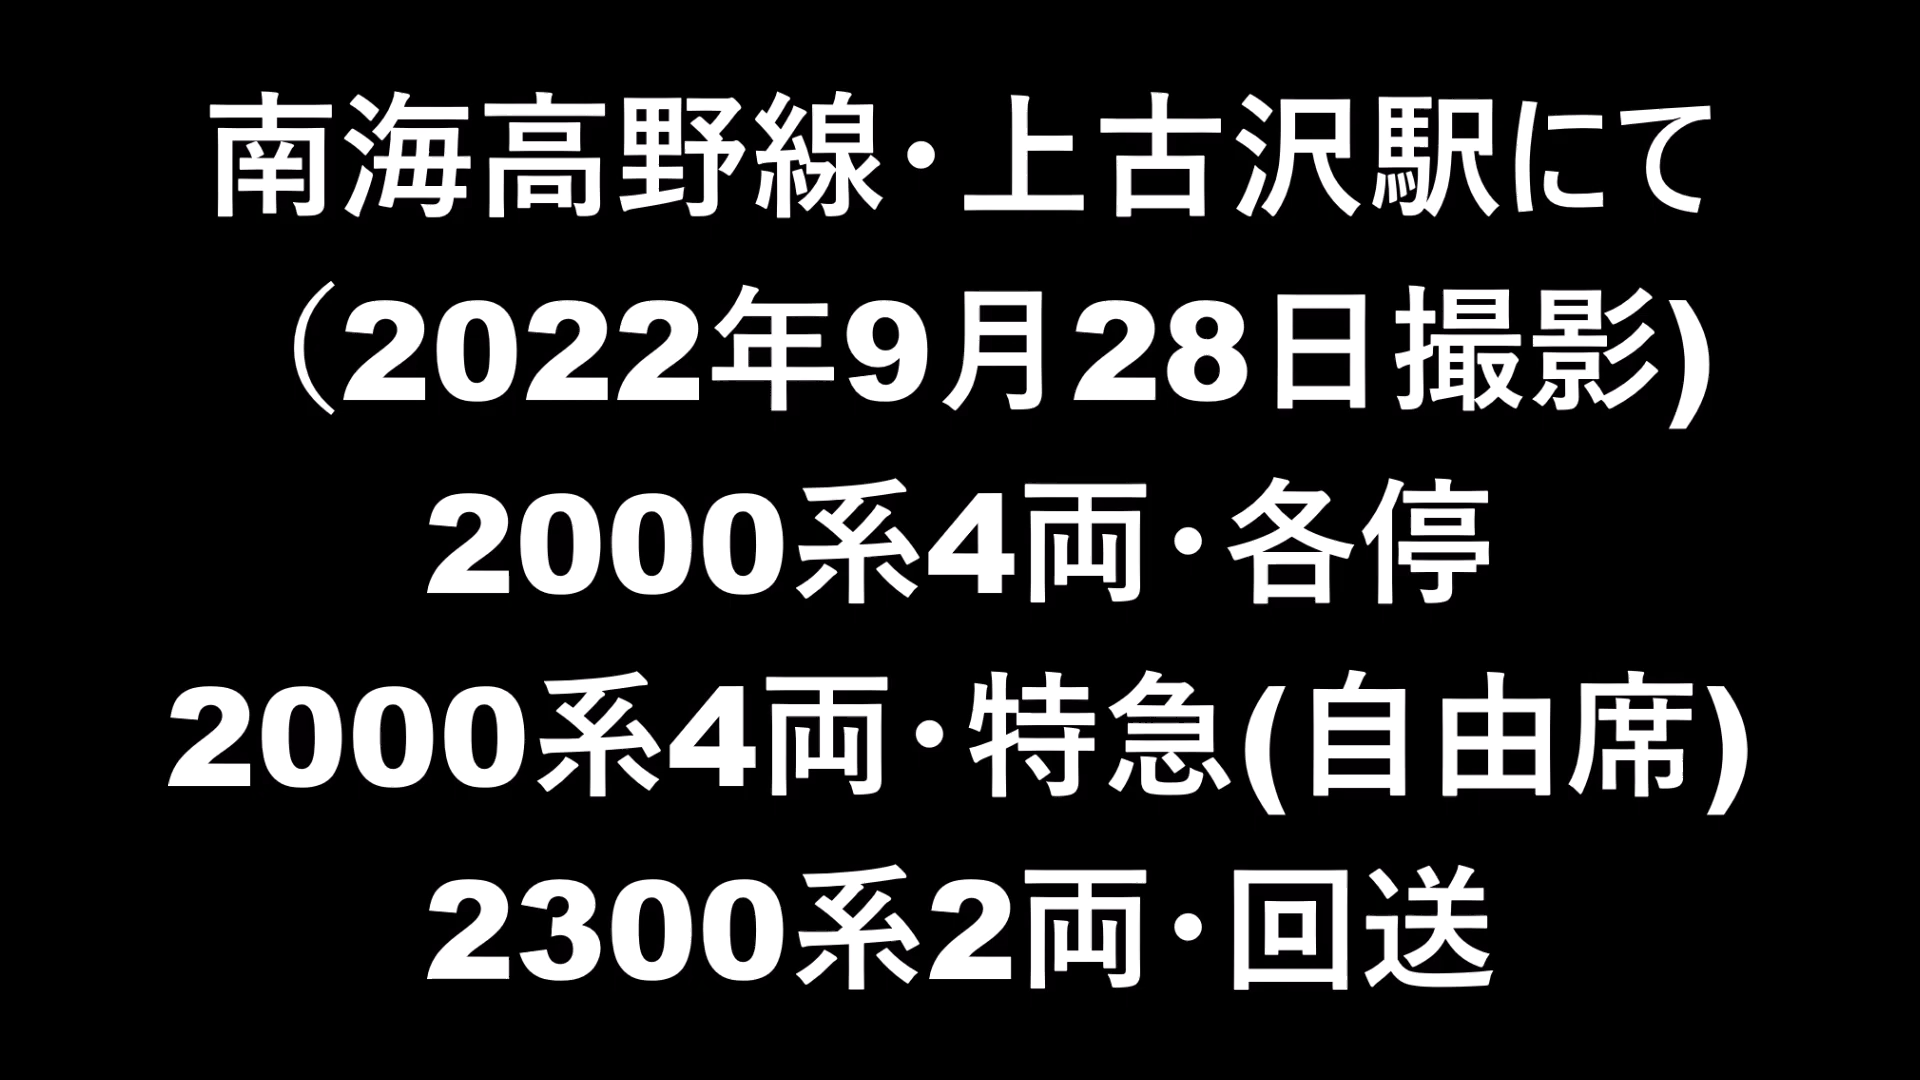 南海高野線・上古沢駅にて
（2022年9月28日撮影)
2000系4両・各停
2000系4両・特急(自由席)
2300系2両・回送